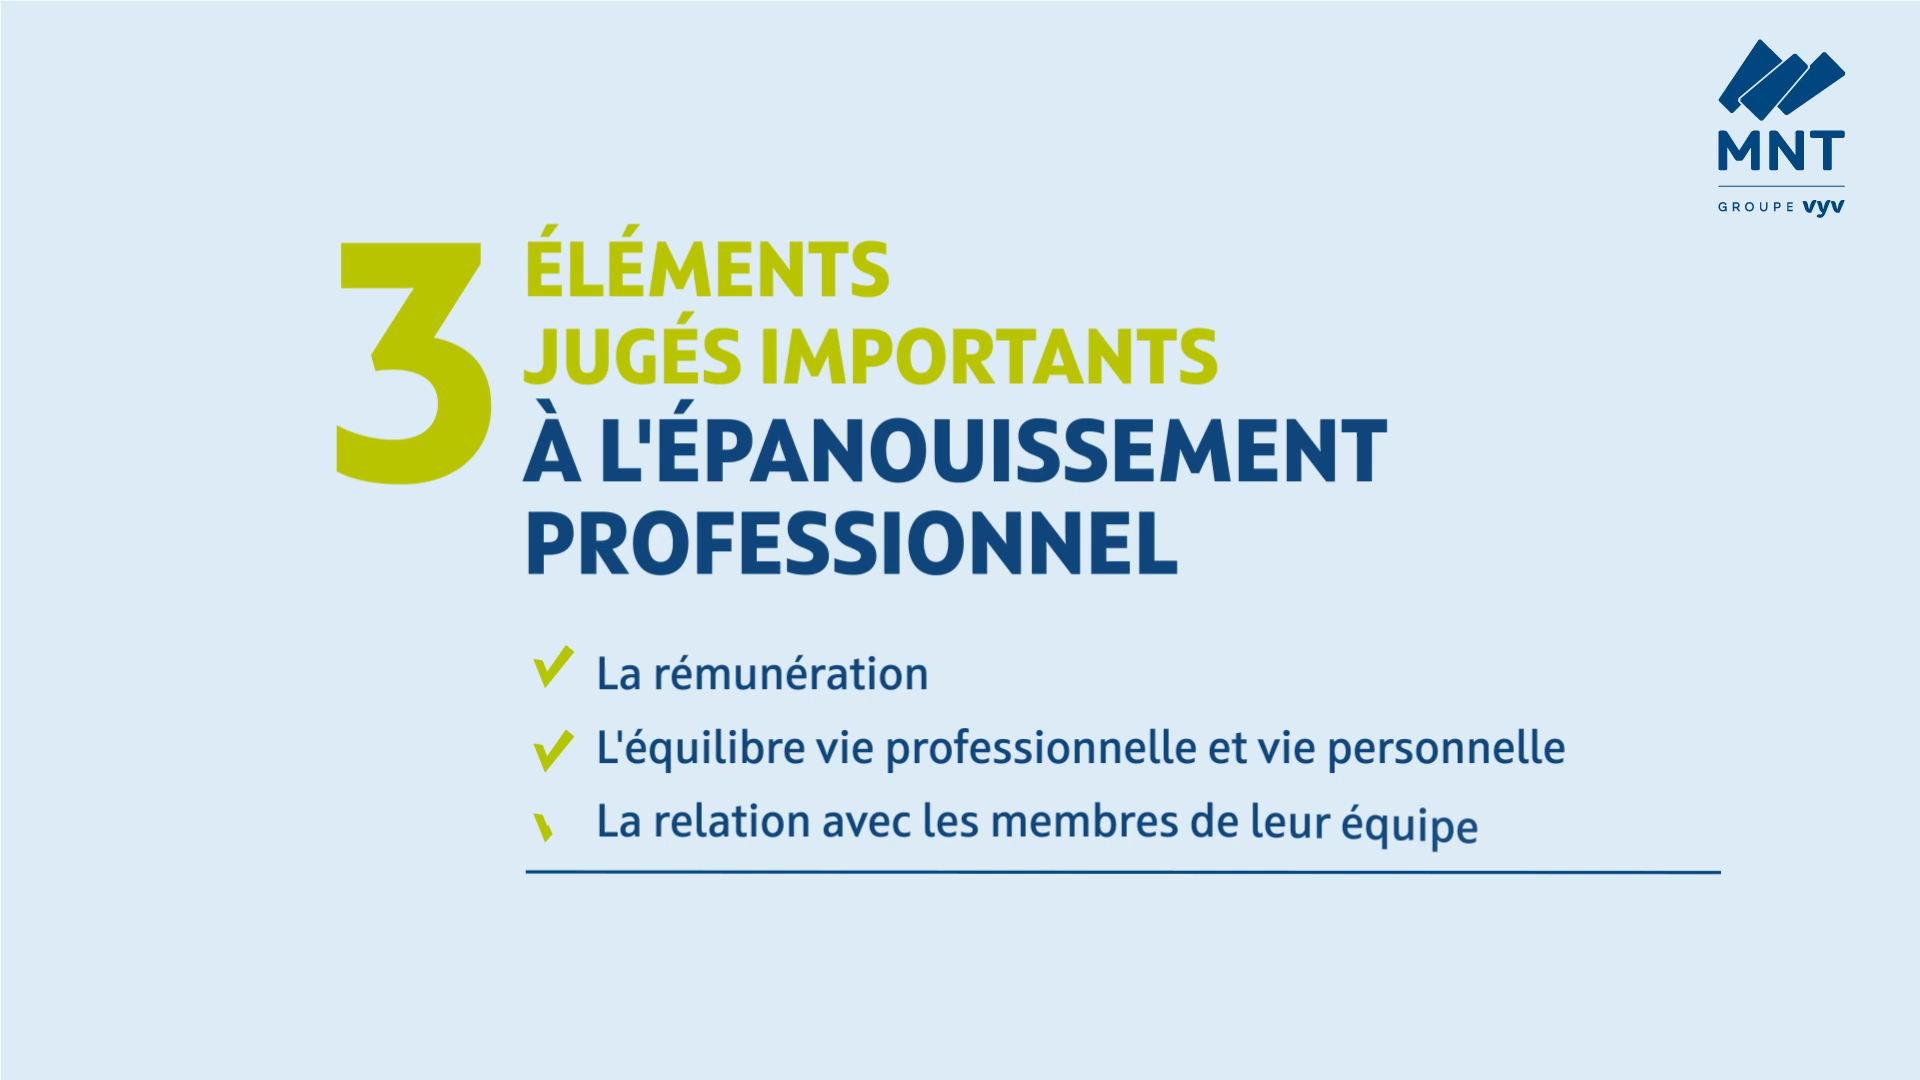 MNT
GROUPE vyv
3
ÉLÉMENTS
JUGÉS IMPORTANTS
À L'ÉPANOUISSEMENT
PROFESSIONNEL
La rémunération
L'équilibre vie professionnelle et vie personnelle
La relation avec les membres de leur équipe